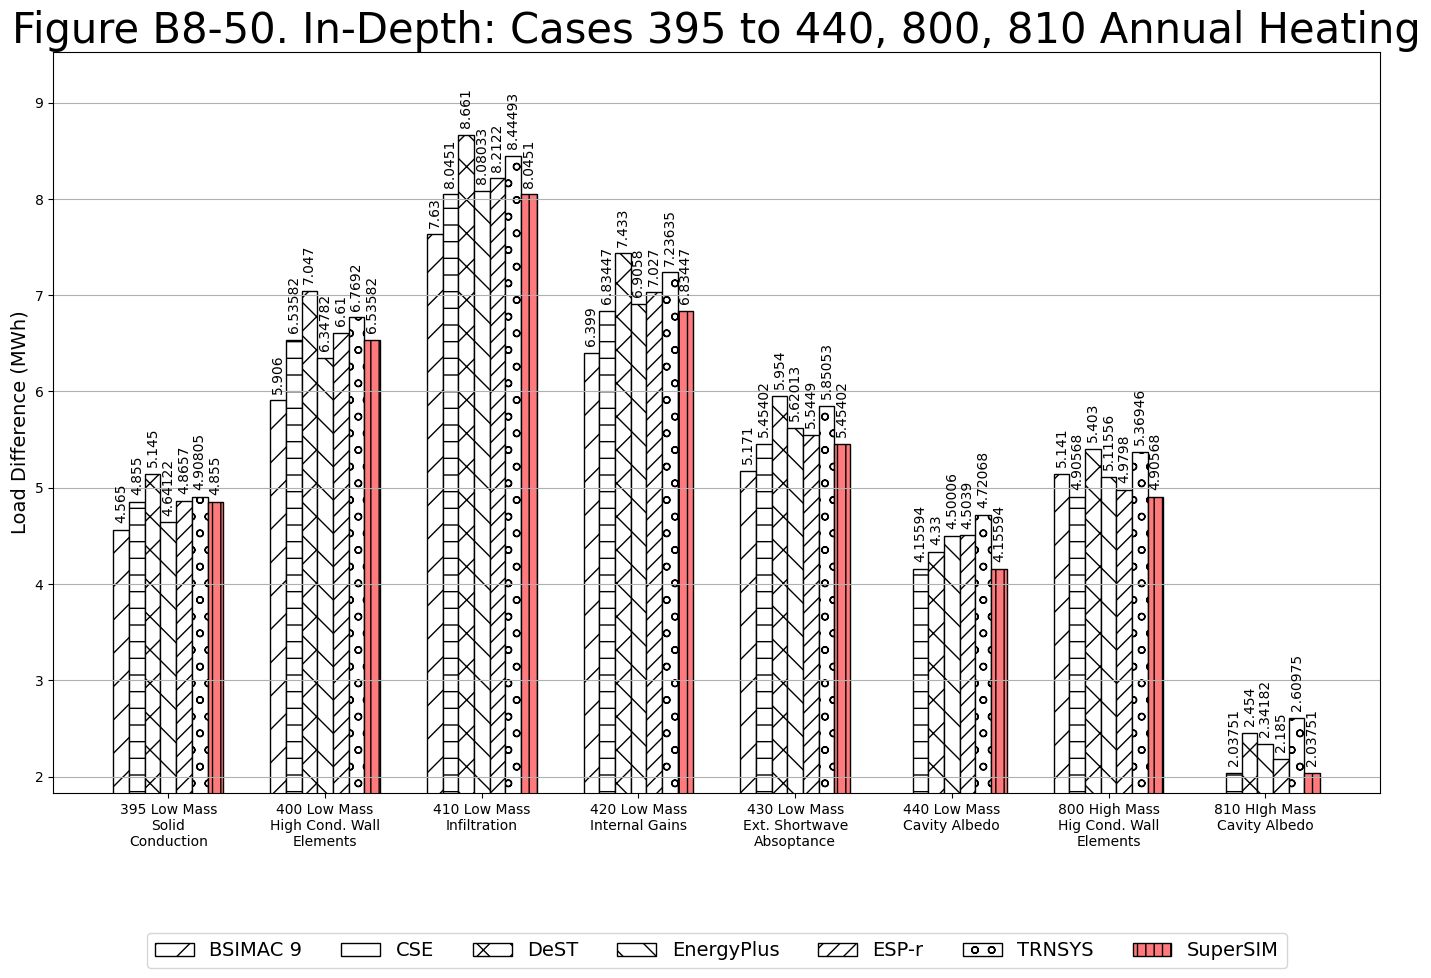 Figure B8-50. In-Depth: Cases 395 to 440, 800, 810 Annual Heating
Load Difference (MWh)
9
8
7
6
5
4
3
2
4.565
4.855
5.145
4.64122
4.8657
4.90805
4.855
5.906
6.53582
7.047
6.34782
6.61
6.7692
6.53582
7.63
8.0451
8.661
8.08033
8.2122
8.44493
8.0451
6.399
6.83447
7.433
6.9058
7.027
7.23635
6.83447
5.171
5.45402
5.954
5.62013
5.5449
5.85053
5.45402
4.15594
4.33
4.50006
4.5039
4.72068
4.15594
5.141
4.90568
5.403
5.11556
4.9798
5.36946
4.90568
2.03751
2.454
2.34182
2.185
2.60975
2.03751
395 Low Mass
Solid
Conduction
400 Low Mass
High Cond. Wall
Elements
410 Low Mass
Infiltration
420 Low Mass
Internal Gains
430 Low Mass
Ext. Shortwave
Absoptance
440 Low Mass
Cavity Albedo
800 High Mass
Hig Cond. Wall
Elements
810 HIgh Mass
Cavity Albedo
BSIMAC 9
CSE
DeST
EnergyPlus
ESP-r
TRNSYS
SuperSIM